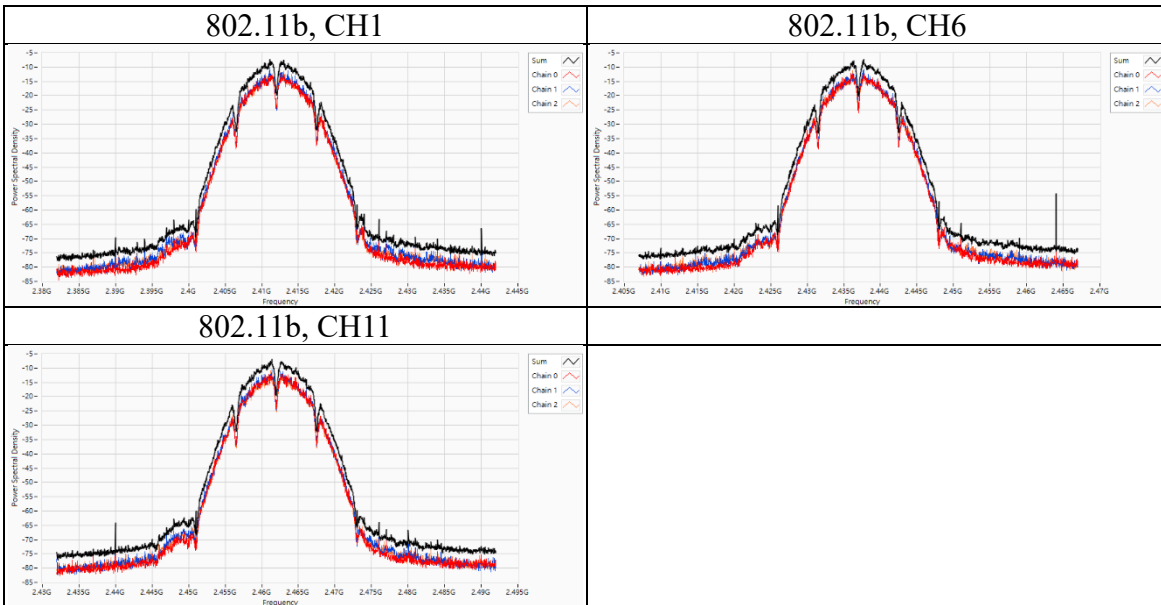 802.11b, CH1
802.11b, CH6
-5
-10
-15
-20
-25
-30
-35
-40
-45
-50
-55
-60
-65
-70
-75
-80
-85
Power Spectral Density
2.38G 2.385G 2.39G 2.395G 2.4G 2.405G 2.41G 2.415G 2.42G 2.425G 2.43G 2.435G 2.44G 2.445G
Frequency
Sum
Chain 0
Chain 1
Chain 2
-5
-10
-15
-20
-25
-30
-35
-40
-45
-50
-55
-60
-65
-70
-75
-80
-85
Power Spectral Density
2.405G 2.41G 2.415G 2.42G 2.425G 2.43G 2.435G 2.44G 2.445G 2.45G 2.455G 2.46G 2.465G 2.47G
Frequency
Sum
Chain 0
Chain 1
Chain 2
802.11b, CH11
-5
-10
-15
-20
-25
-30
-35
-40
-45
-50
-55
-60
-65
-70
-75
-80
-85
Power Spectral Density
2.43G 2.435G 2.44G 2.445G 2.45G 2.455G 2.46G 2.465G 2.47G 2.475G 2.48G 2.485G 2.49G 2.495G
Frequency
Sum
Chain 0
Chain 1
Chain 2